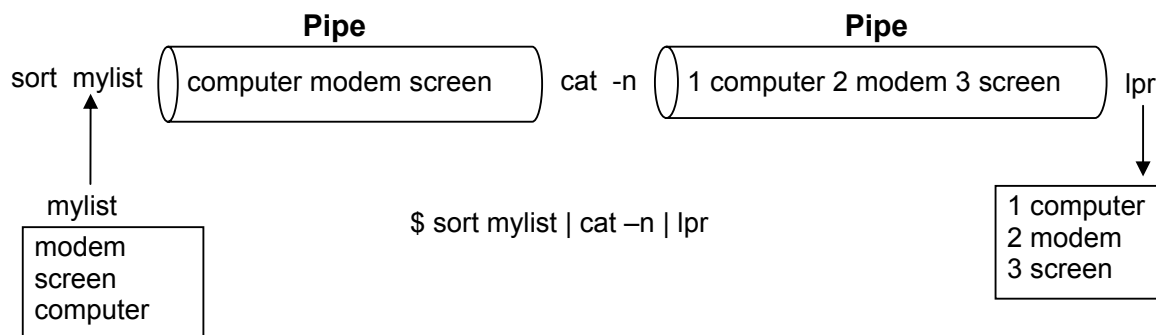 Pipe
Pipe
sort mylist
computer modem screen
cat -n
1 computer 2 modem 3 screen
lpr
mylist
modem
screen
computer
$ sort mylist | cat –n | lpr
1 computer
2 modem
3 screen